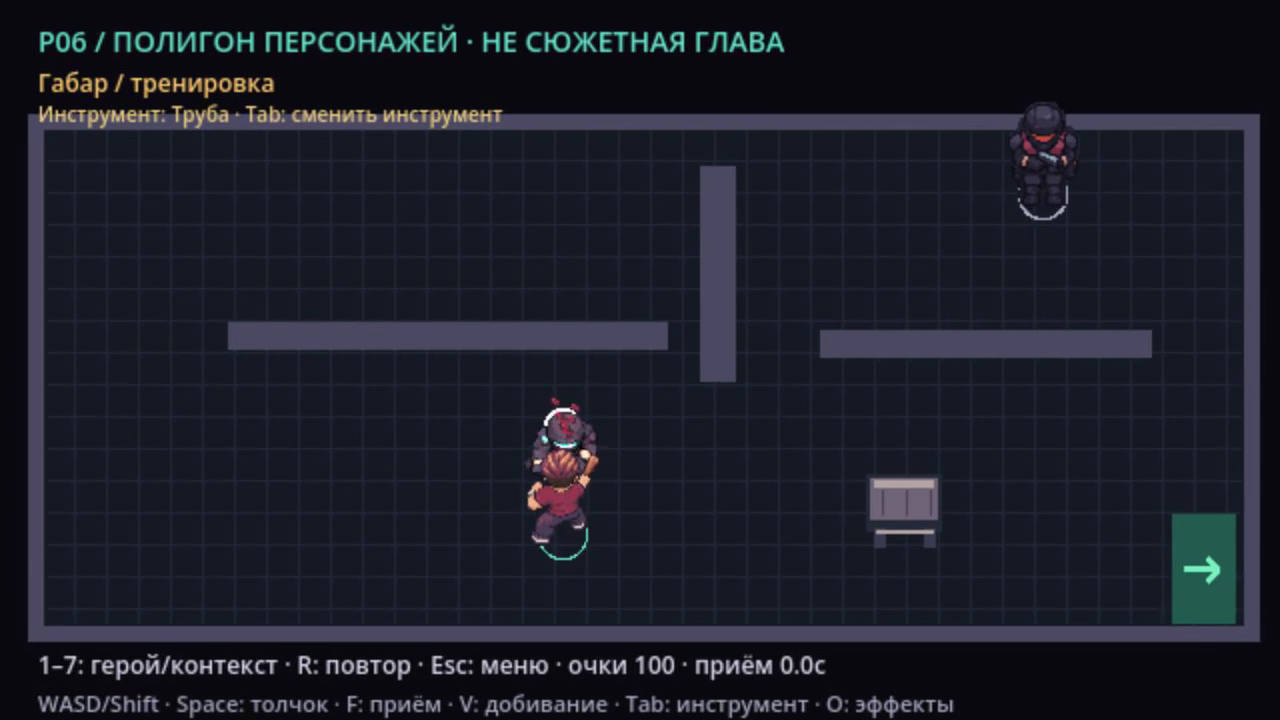 P06 / ПОЛИГОН ПЕРСОНАЖЕЙ · НЕ СЮЖЕТНАЯ ГЛАВА
Габар / тренировка
Инструмент: Труба · Tab: сменить инструмент
→
1–7: герой/контекст · R: повтор · Esc: меню · очки 100 · приём 0.0с
WASD/Shift · Space: толчок · F: приём · V: добивание · Tab: инструмент · O: эффекты